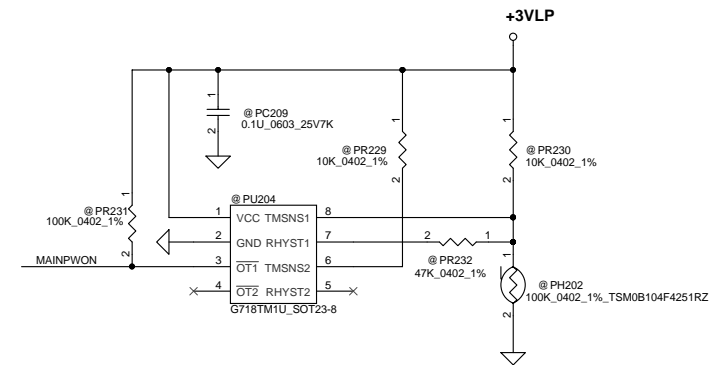 +3VLP
1
2
@ PC209
0.1U_0603_25V7K
1
2
@ PR229
10K_0402_1%
1
2
@ PR230
10K_0402_1%
1
2
@ PR231
100K_0402_1%
@ PU204
1 VCC TMSNS1 8
2 GND RHYST1 7
3 OT1 TMSNS2 6
4 OT2 RHYST2 5
G718TM1U_SOT23-8
MAINPWON
2 1
@ PR232
47K_0402_1%
1
2
@ PH202
100K_0402_1%_TSM0B104F4251RZ